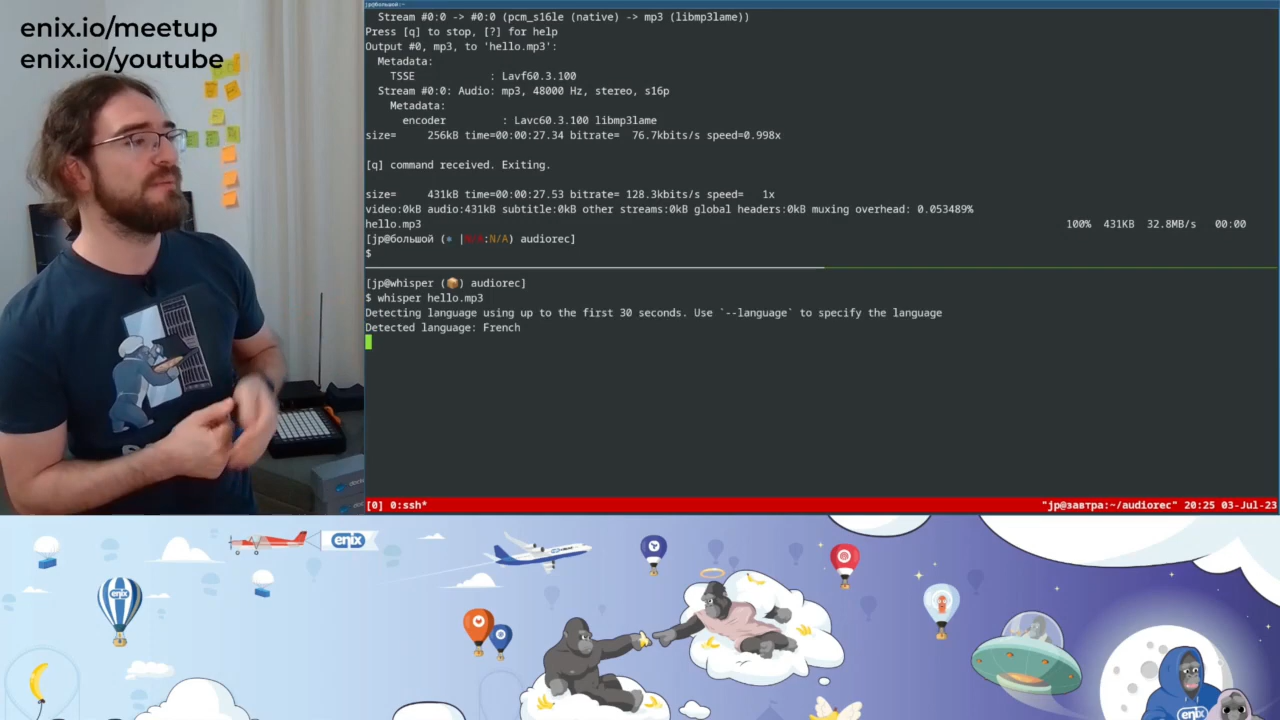 enix.io/meetup
enix.io/youtube
Stream #0:0 -> #0:0 (pcm_s16le (native) -> mp3 (libmp3lame))
Press [q] to stop, [?] for help
Output #0, mp3, to 'hello.mp3':
Metadata:
TSSE : Lavf60.3.100
Stream #0:0: Audio: mp3, 48000 Hz, stereo, s16p
Metadata:
encoder : Lavc60.3.100 libmp3lame
size= 256kB time=00:00:27.34 bitrate= 76.7kbits/s speed=0.998x
[q] command received. Exiting.
size= 431kB time=00:00:27.53 bitrate= 128.3kbits/s speed= 1x
video:0kB audio:431kB subtitle:0kB other streams:0kB global headers:0kB muxing overhead: 0.053489%
hello.mp3 100% 431KB 32.8MB/s 00:00
[jp@большой (* |N/A:N/A) audiorec]
$
[jp@whisper (📦) audiorec]
$ whisper hello.mp3
Detecting language using up to the first 30 seconds. Use `--language` to specify the language
Detected language: French
[0] 0:ssh* "jp@завтра:~/audiorec" 20:25 03-Jul-23
enix
enix
enix